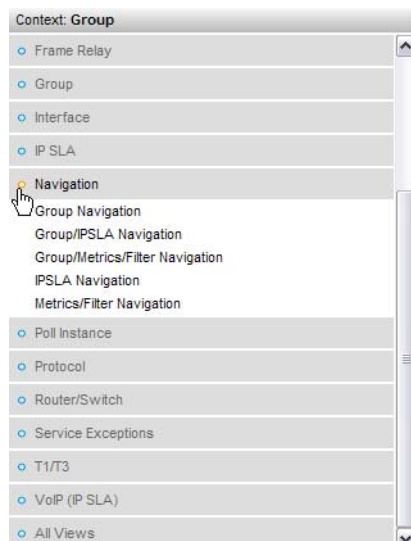 Context: Group
Frame Relay
Group
Interface
IP SLA
Navigation
Group Navigation
Group/IPSLA Navigation
Group/Metrics/Filter Navigation
IPSLA Navigation
Metrics/Filter Navigation
Poll Instance
Protocol
Router/Switch
Service Exceptions
T1/T3
VoIP (IP SLA)
All Views